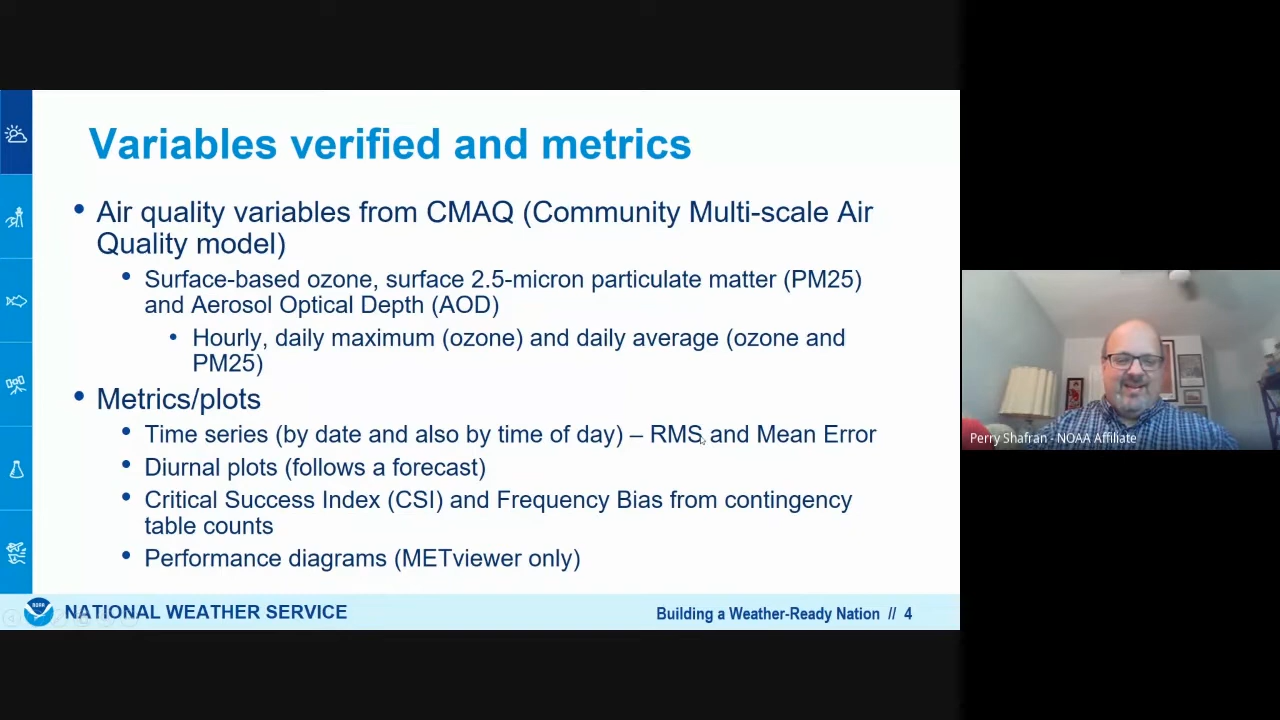 Variables verified and metrics
• Air quality variables from CMAQ (Community Multi-scale Air
Quality model)
• Surface-based ozone, surface 2.5-micron particulate matter (PM25)
and Aerosol Optical Depth (AOD)
• Hourly, daily maximum (ozone) and daily average (ozone and
PM25)
• Metrics/plots
• Time series (by date and also by time of day) – RMS and Mean Error
• Diurnal plots (follows a forecast)
• Critical Success Index (CSI) and Frequency Bias from contingency
table counts
• Performance diagrams (METviewer only)
NATIONAL WEATHER SERVICE
Building a Weather-Ready Nation // 4
Perry Shafran - NOAA Affiliate